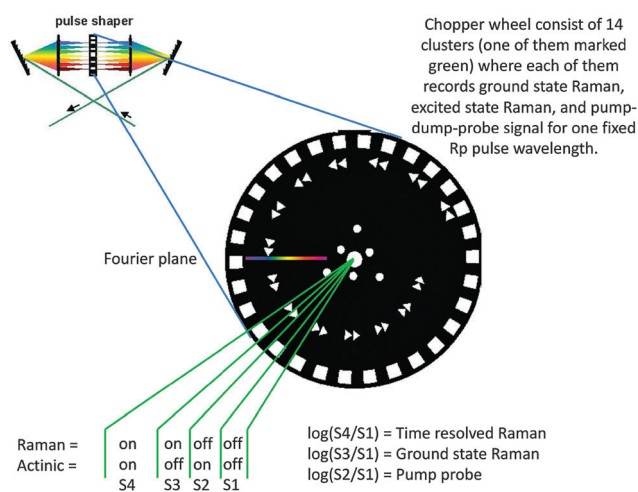 pulse shaper
Chopper wheel consist of 14
clusters (one of them marked
green) where each of them
records ground state Raman,
excited state Raman, and pump-
dump-probe signal for one fixed
Rp pulse wavelength.
Fourier plane
Raman = on on off off
Actinic = on off on off
S4 S3 S2 S1
log(S4/S1) = Time resolved Raman
log(S3/S1) = Ground state Raman
log(S2/S1) = Pump probe